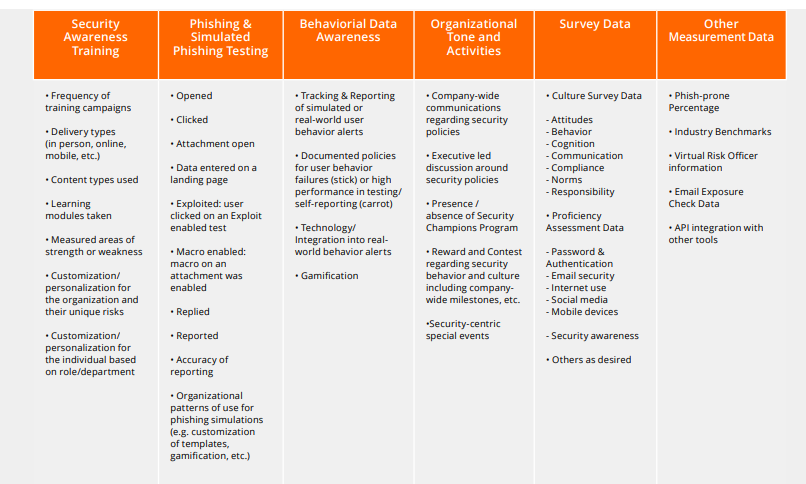 Security
Awareness
Training
• Frequency of
training campaigns
• Delivery types
(in person, online,
mobile, etc.)
• Content types used
• Learning
modules taken
• Measured areas of
strength or weakness
• Customization/
personalization for
the organization and
their unique risks
• Customization/
personalization for
the individual based
on role/department
Phishing &
Simulated
Phishing Testing
• Opened
• Clicked
• Attachment open
• Data entered on a
landing page
• Exploited: user
clicked on an Exploit
enabled test
• Macro enabled:
macro on an
attachment was
enabled
• Replied
• Reported
• Accuracy of
reporting
• Organizational
patterns of use for
phishing simulations
(e.g. customization
of templates,
gamification, etc.)
Behaviorial Data
Awareness
• Tracking & Reporting
of simulated or
real-world user
behavior alerts
• Documented policies
for user behavior
failures (stick) or high
performance in testing/
self-reporting (carrot)
• Technology/
Integration into real-
world behavior alerts
• Gamification
Organizational
Tone and
Activities
• Company-wide
communications
regarding security
policies
• Executive led
discussion around
security policies
• Presence /
absence of Security
Champions Program
• Reward and Contest
regarding security
behavior and culture
including company-
wide milestones, etc.
•Security-centric
special events
Survey Data
• Culture Survey Data
- Attitudes
- Behavior
- Cognition
- Communication
- Compliance
- Norms
- Responsibility
• Proficiency
Assessment Data
- Password &
Authentication
- Email security
- Internet use
- Social media
- Mobile devices
- Security awareness
• Others as desired
Other
Measurement Data
• Phish-prone
Percentage
• Industry Benchmarks
• Virtual Risk Officer
information
• Email Exposure
Check Data
• API integration with
other tools